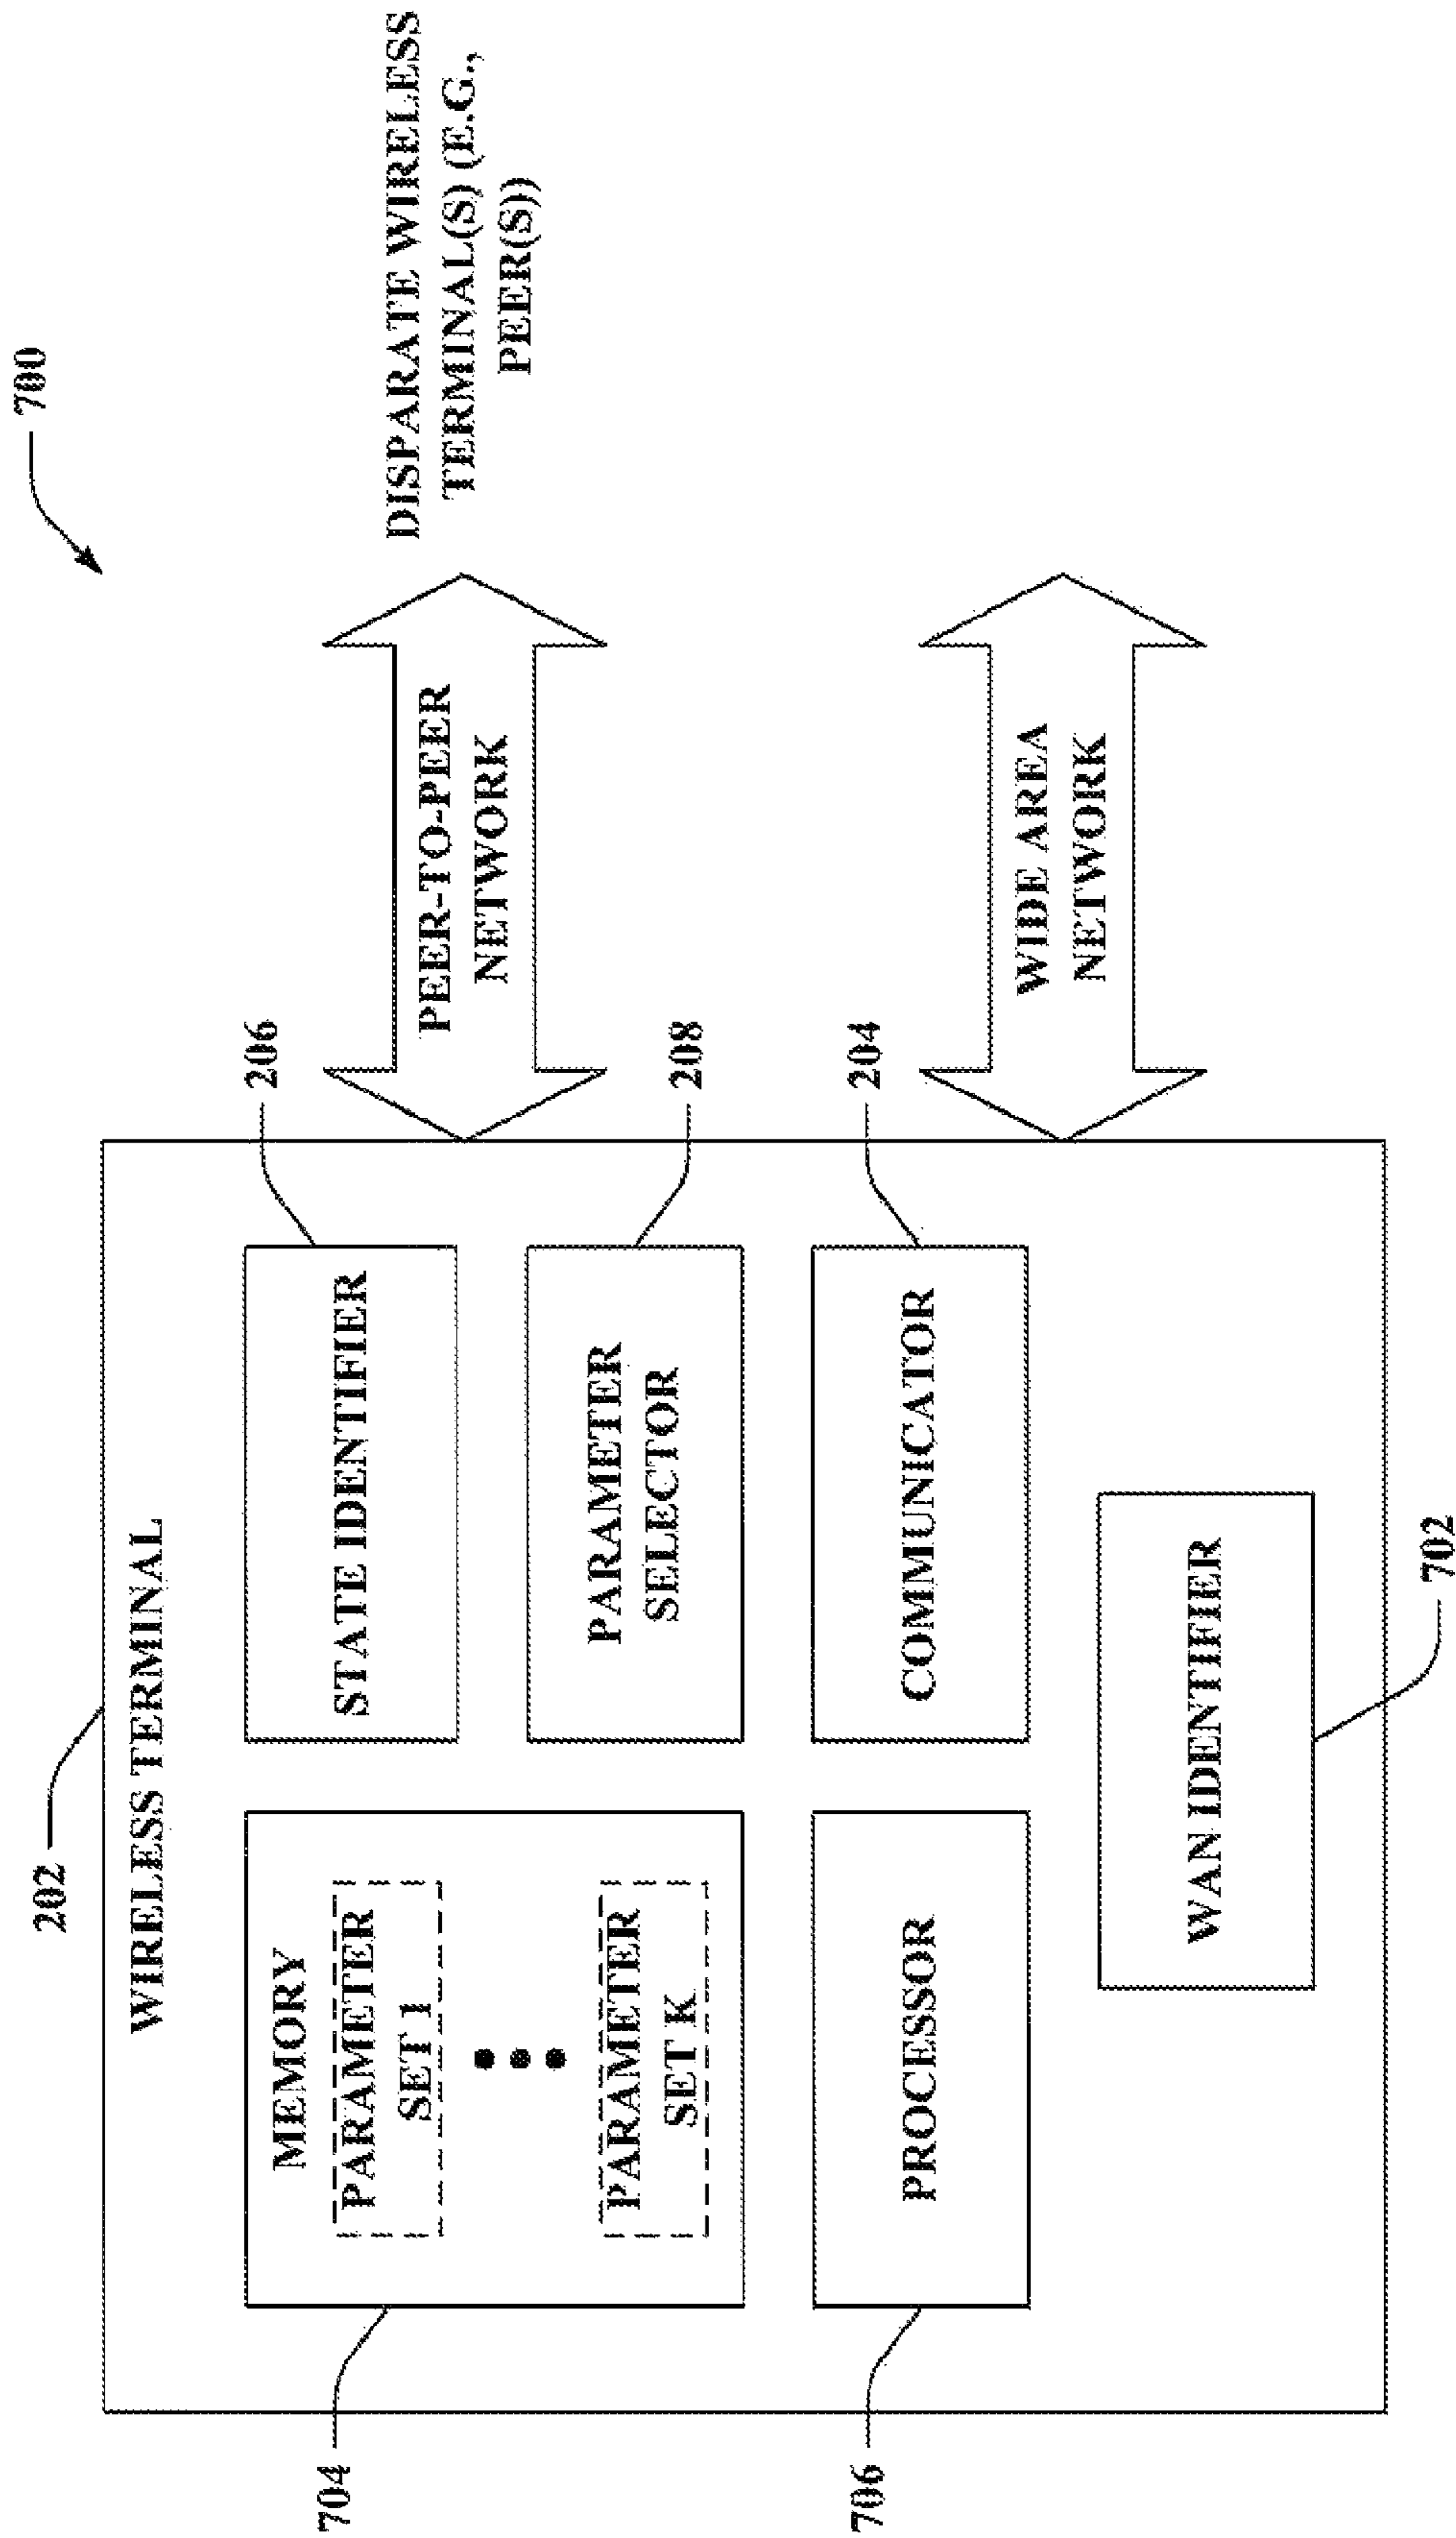 700
202
WIRELESS TERMINAL
704
MEMORY
PARAMETER
SET 1
PARAMETER
SET K
STATE IDENTIFIER
206
PARAMETER
SELECTOR
208
706
PROCESSOR
COMMUNICATOR
204
WAN IDENTIFIER
702
PEER-TO-PEER
NETWORK
DISPARATE WIRELESS
TERMINAL(S) (E.G.,
PEER(S))
WIDE AREA
NETWORK